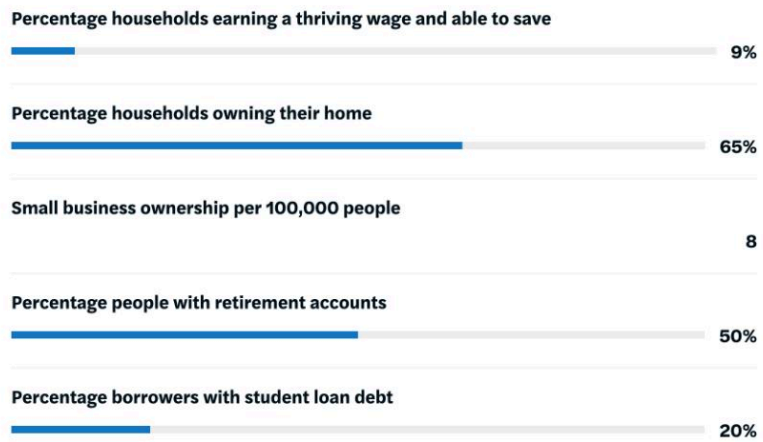 Percentage households earning a thriving wage and able to save
9%
Percentage households owning their home
65%
Small business ownership per 100,000 people
8
Percentage people with retirement accounts
50%
Percentage borrowers with student loan debt
20%